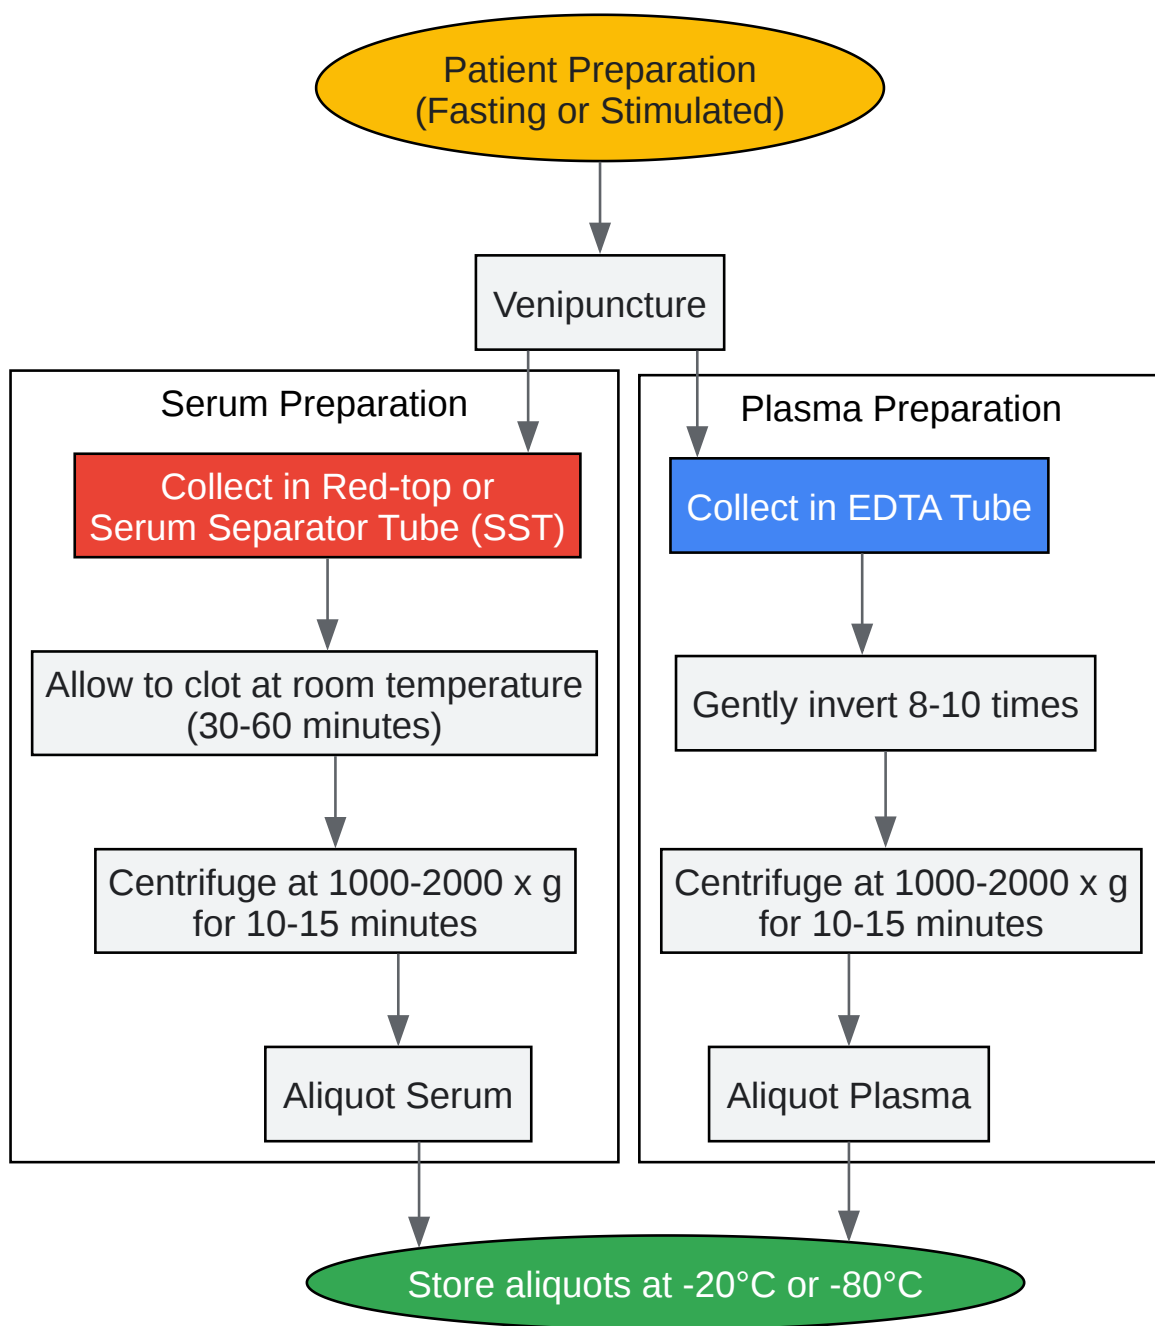 Patient Preparation
(Fasting or Stimulated)
Venipuncture
Serum Preparation
Collect in Red-top or
Serum Separator Tube (SST)
Allow to clot at room temperature
(30-60 minutes)
Centrifuge at 1000-2000 x g
for 10-15 minutes
Aliquot Serum
Plasma Preparation
Collect in EDTA Tube
Gently invert 8-10 times
Centrifuge at 1000-2000 x g
for 10-15 minutes
Aliquot Plasma
Store aliquots at -20°C or -80°C